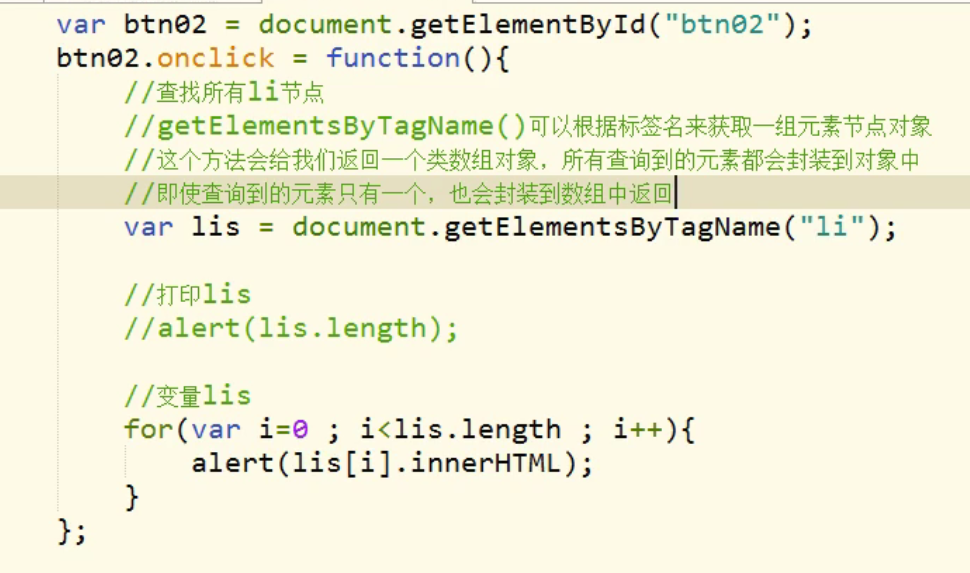 var btn02 = document.getElementById("btn02");
btn02.onclick = function(){
//查找所有li节点
//getElementsByTagName()可以根据标签名来获取一组元素节点对象
//这个方法会给我们返回一个类数组对象，所有查询到的元素都会封装到对象中
//即使查询到的元素只有一个，也会封装到数组中返回
var lis = document.getElementsByTagName("li");
//打印lis
//alert(lis.length);
//变量lis
for(var i=0 ; i<lis.length ; i++){
alert(lis[i].innerHTML);
}
};